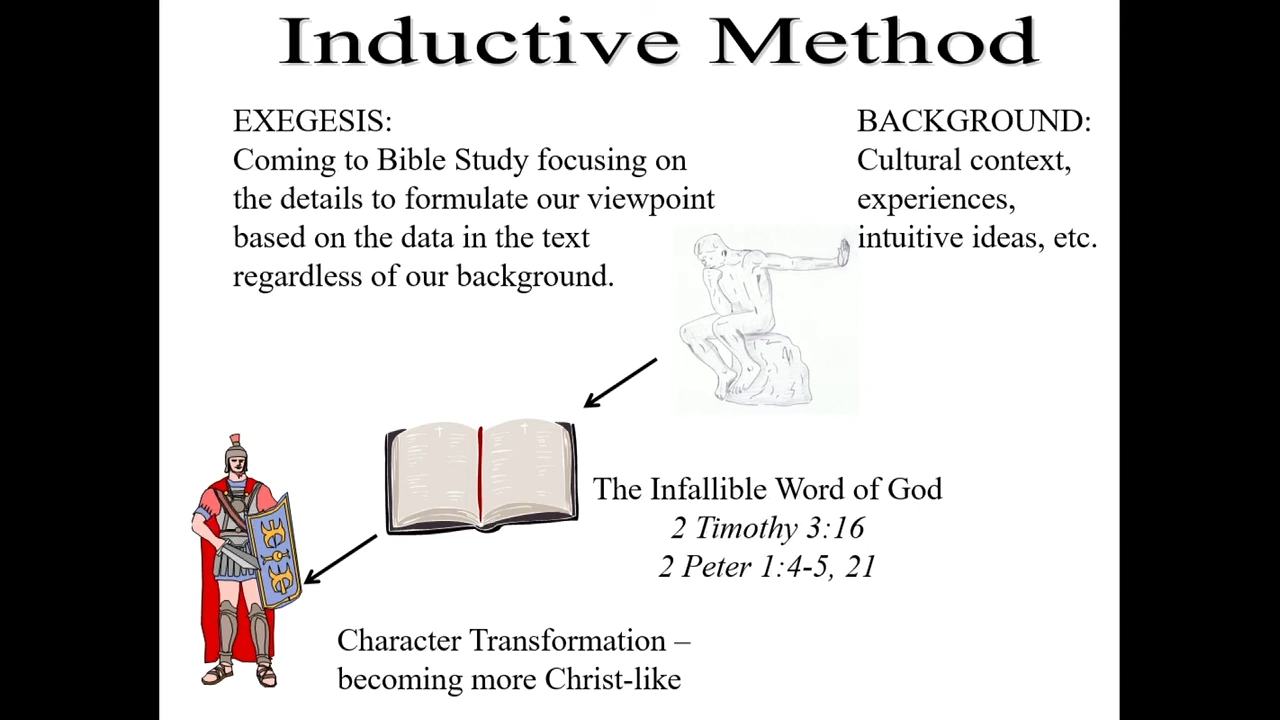 Inductive Method
EXEGESIS:
Coming to Bible Study focusing on
the details to formulate our viewpoint
based on the data in the text
regardless of our background.
BACKGROUND:
Cultural context,
experiences,
intuitive ideas, etc.
The Infallible Word of God
2 Timothy 3:16
2 Peter 1:4-5, 21
Character Transformation –
becoming more Christ-like